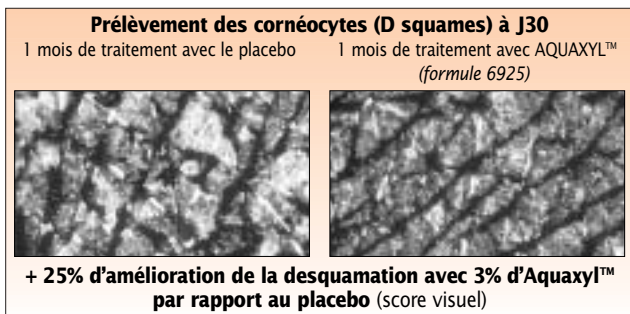 Prélèvement des cornéocytes (D squames) à J30
1 mois de traitement avec le placebo
1 mois de traitement avec AQUAXYL™
(formule 6925)
+ 25% d'amélioration de la desquamation avec 3% d'Aquaxyl™
par rapport au placebo (score visuel)